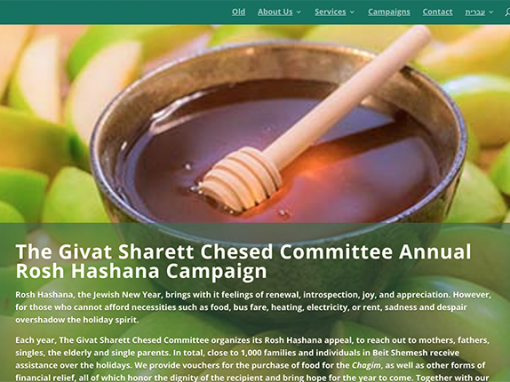 Old About Us Services Campaigns Contact עברית
The Givat Sharett Chesed Committee Annual
Rosh Hashana Campaign
Rosh Hashana, the Jewish New Year, brings with it feelings of renewal, introspection, joy, and appreciation. However,
for those who cannot afford necessities such as food, bus fare, heating, electricity, or rent, sadness and despair
overshadow the holiday spirit.
Each year, The Givat Sharett Chesed Committee organizes its Rosh Hashana appeal, to reach out to mothers, fathers,
singles, the elderly and single parents. In total, close to 1,000 families and individuals in Beit Shemesh receive
assistance over the holidays. We provide vouchers for the purchase of food for the Chagim, as well as other forms of
financial relief, all of which honor the dignity of the recipient and bring hope for the year to come. Together with our